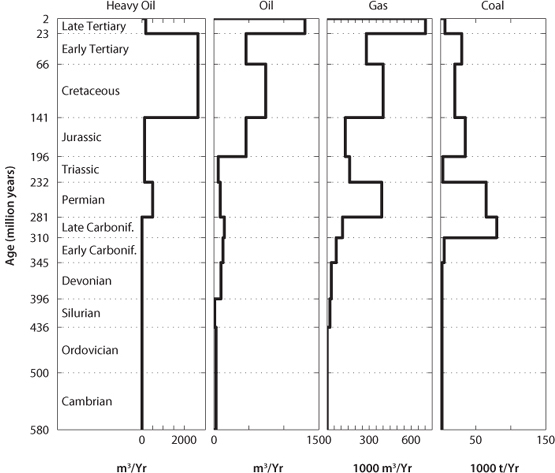 Heavy Oil Oil Gas Coal
2 Late Tertiary
23
Early Tertiary
66
Cretaceous
141
Jurassic
196
Triassic
232
Permian
281
Late Carbonif.
310
Early Carbonif.
345
Devonian
396
Silurian
436
Ordovician
500
Cambrian
580
Age (million years)
0 2000 0 1500 300 600 50 150
m³/Yr m³/Yr 1000 m³/Yr 1000 t/Yr